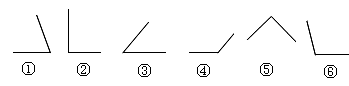 ① ② ③ ④ ⑤ ⑥